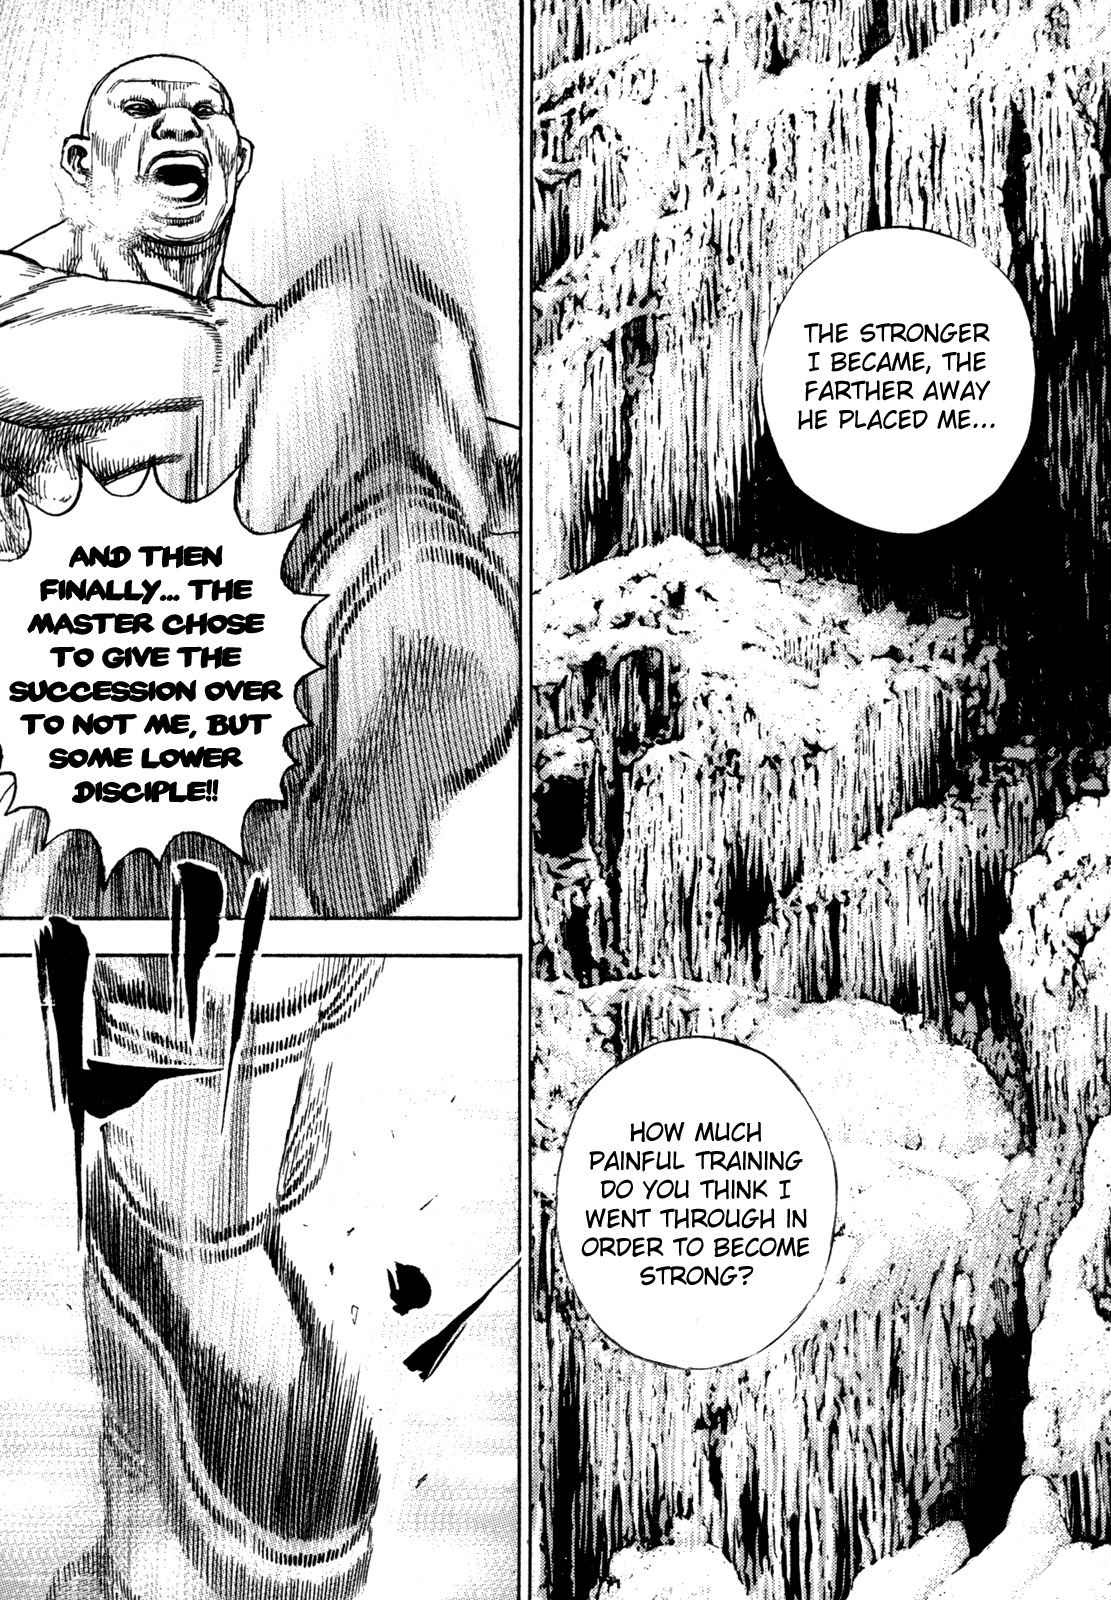 THE STRONGER
I BECAME, THE
FARTHER AWAY
HE PLACED ME...
HOW MUCH
PAINFUL TRAINING
DO YOU THINK I
WENT THROUGH IN
ORDER TO BECOME
STRONG?
AND THEN
FINALLY... THE
MASTER CHOSE
TO GIVE THE
SUCCESSION OVER
TO NOT ME, BUT
SOME LOWER
DISCIPLE!!